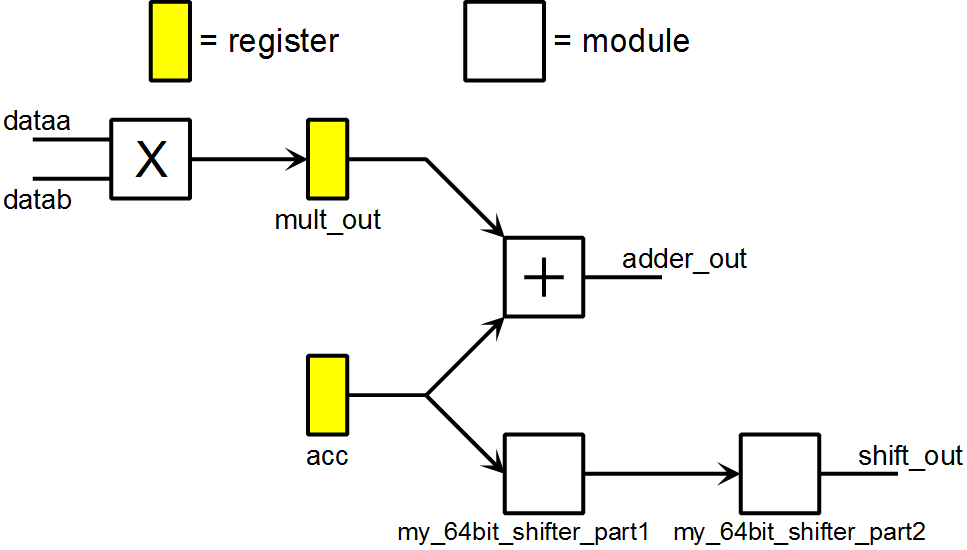 = register
= module
dataa
X
datab
mult_out
+
adder_out
acc
shift_out
my_64bit_shifter_part1
my_64bit_shifter_part2